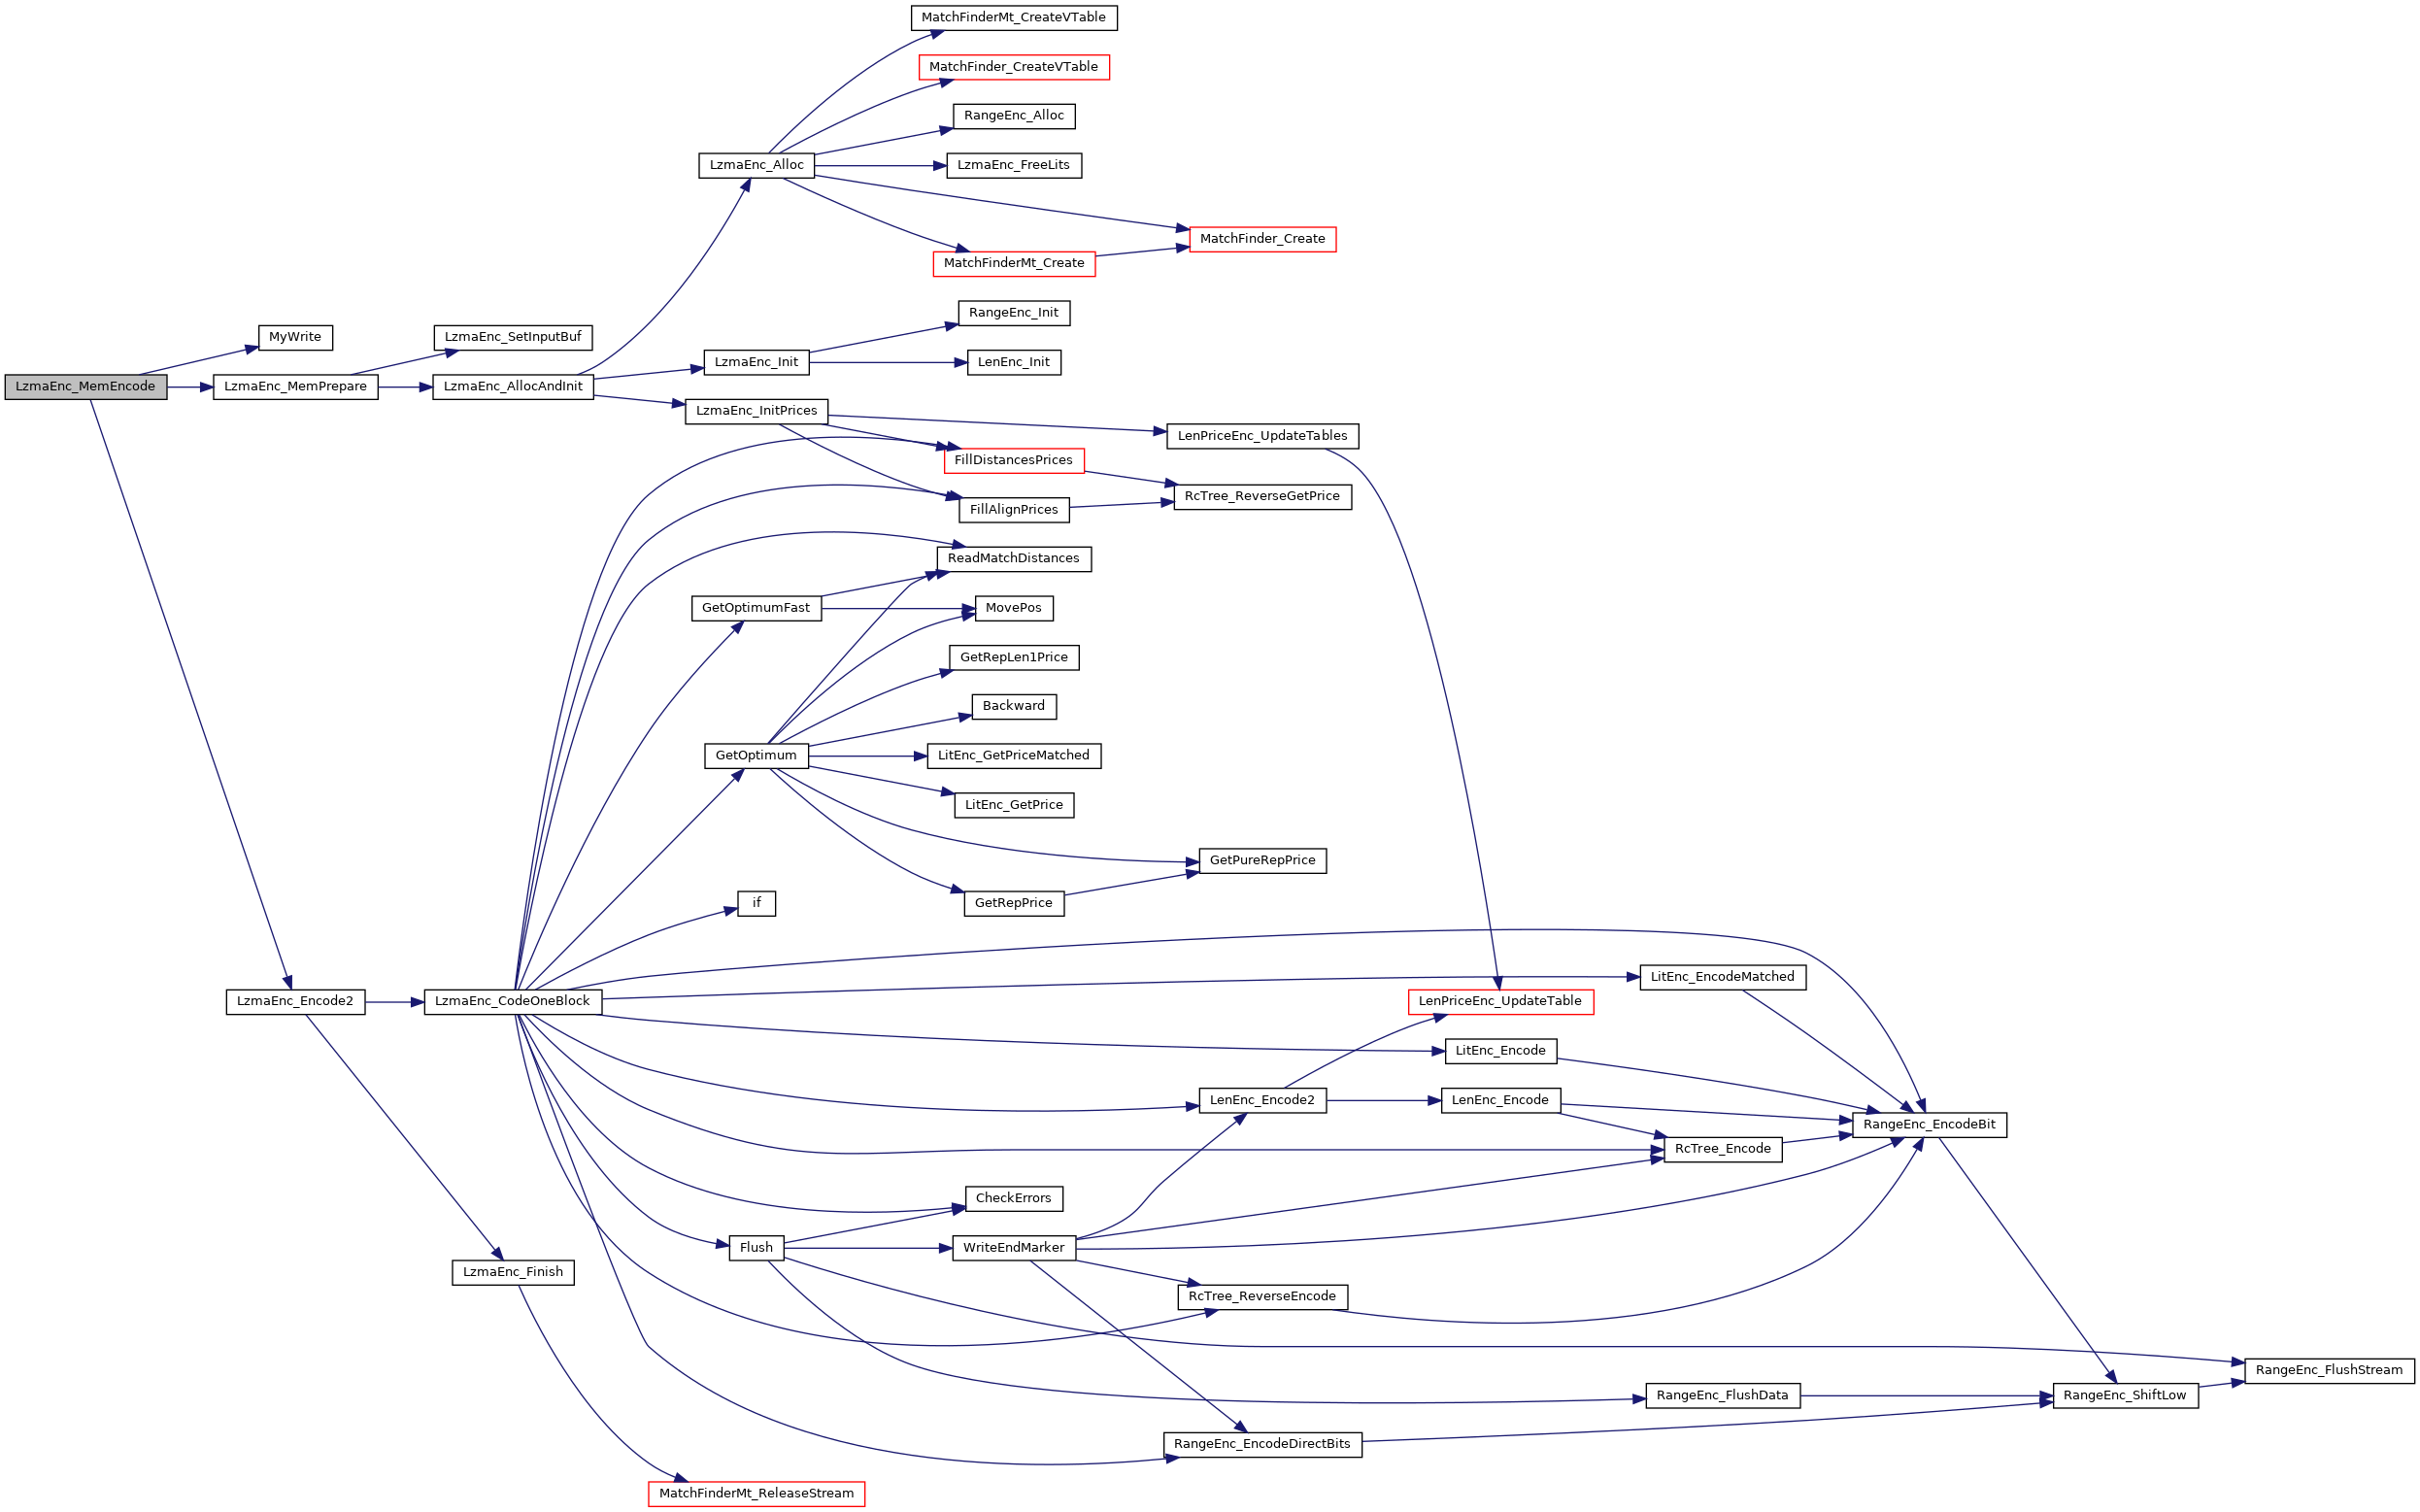 MatchFinderMt_CreateVTable
MatchFinder_CreateVTable
RangeEnc_Alloc
LzmaEnc_Alloc
LzmaEnc_FreeLits
MatchFinder_Create
MatchFinderMt_Create
RangeEnc_Init
MyWrite
LzmaEnc_SetInputBuf
LzmaEnc_Init
LenEnc_Init
LzmaEnc_MemEncode
LzmaEnc_MemPrepare
LzmaEnc_AllocAndInit
LzmaEnc_InitPrices
LenPriceEnc_UpdateTables
FillDistancesPrices
RcTree_ReverseGetPrice
FillAlignPrices
ReadMatchDistances
GetOptimumFast
MovePos
GetRepLen1Price
Backward
GetOptimum
LitEnc_GetPriceMatched
LitEnc_GetPrice
GetPureRepPrice
if
GetRepPrice
LitEnc_EncodeMatched
LzmaEnc_Encode2
LzmaEnc_CodeOneBlock
LenPriceEnc_UpdateTable
LitEnc_Encode
LenEnc_Encode2
LenEnc_Encode
RangeEnc_EncodeBit
RcTree_Encode
CheckErrors
Flush
WriteEndMarker
LzmaEnc_Finish
RcTree_ReverseEncode
RangeEnc_FlushStream
RangeEnc_FlushData
RangeEnc_ShiftLow
RangeEnc_EncodeDirectBits
MatchFinderMt_ReleaseStream